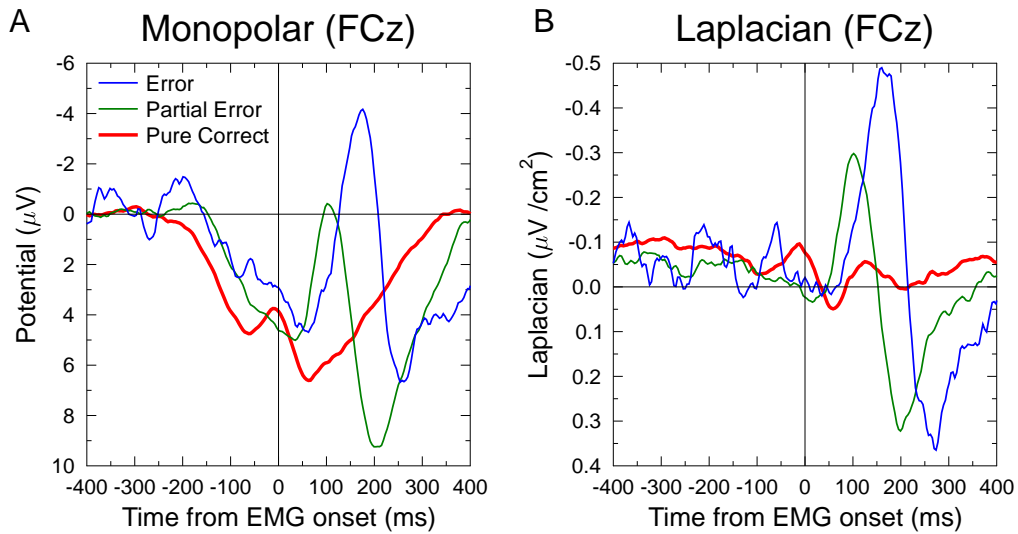 A
Monopolar (FCz)
-6
-4
-2
0
2
4
6
8
10
Potential (μV)
Error
Partial Error
Pure Correct
-400 -300 -200 -100 0 100 200 300 400
Time from EMG onset (ms)
B
Laplacian (FCz)
-0.5
-0.4
-0.3
-0.2
-0.1
0.0
0.1
0.2
0.3
0.4
Laplacian (μV /cm²)
-400 -300 -200 -100 0 100 200 300 400
Time from EMG onset (ms)